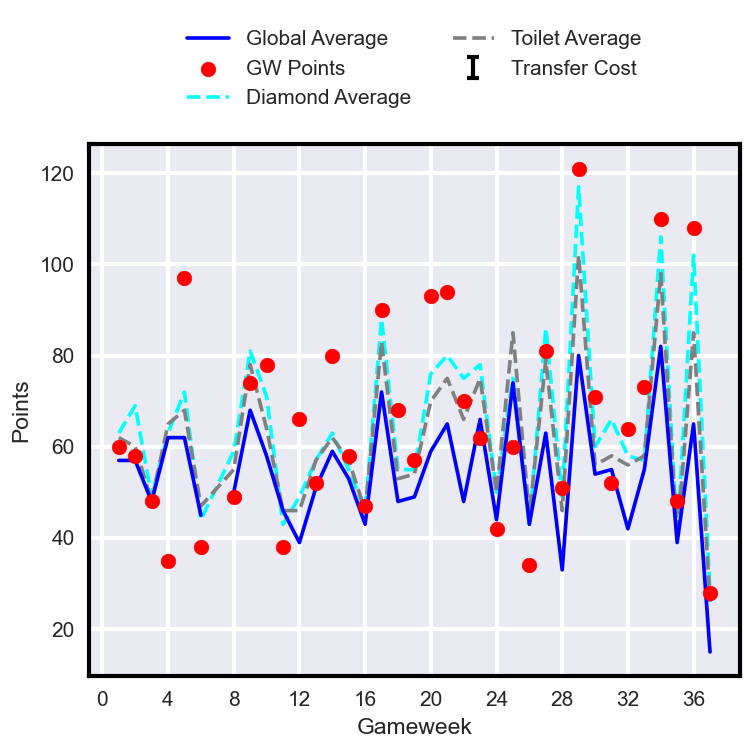 Global Average
GW Points
Diamond Average
Toilet Average
Transfer Cost
120
100
80
60
40
20
Points
0 4 8 12 16 20 24 28 32 36
Gameweek